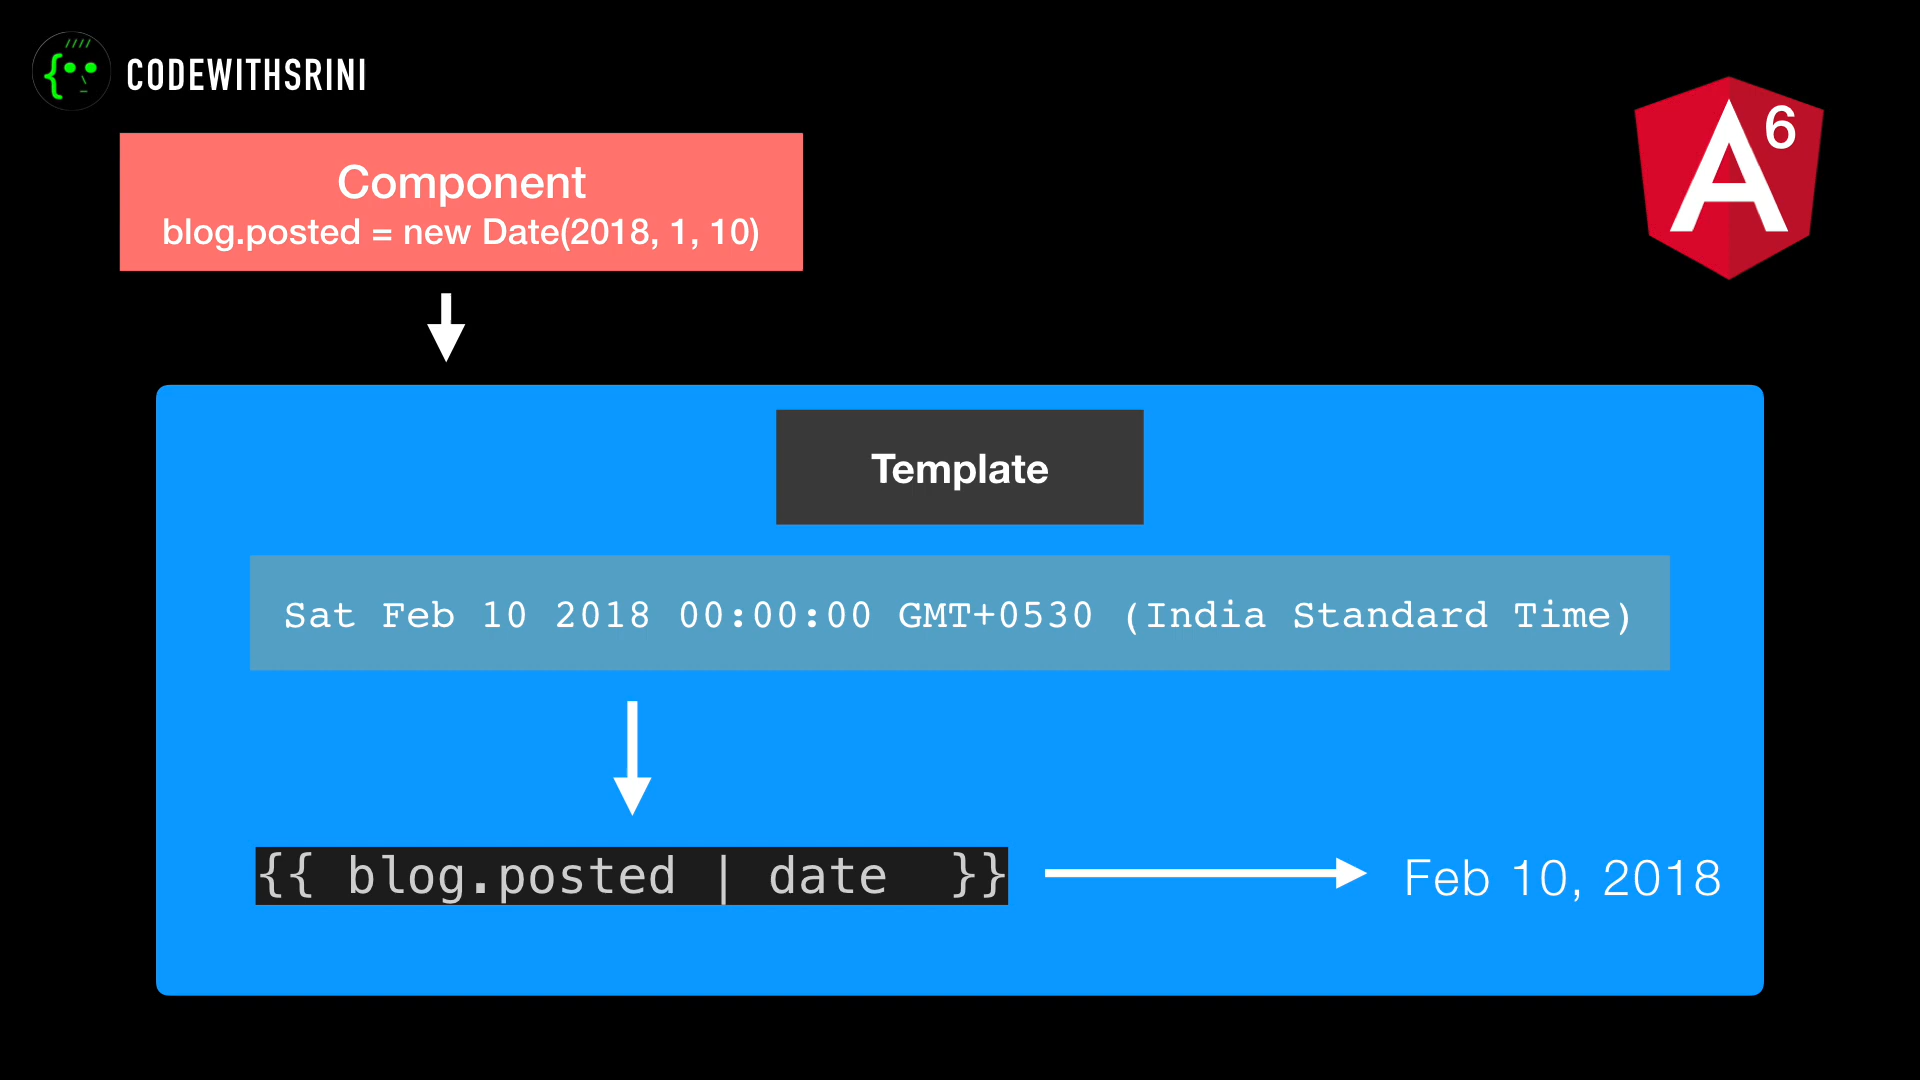 CODEWITHSRINI
Component
blog.posted = new Date(2018, 1, 10)
A 6
Template
Sat Feb 10 2018 00:00:00 GMT+0530 (India Standard Time)
{{ blog.posted | date  }}
Feb 10, 2018